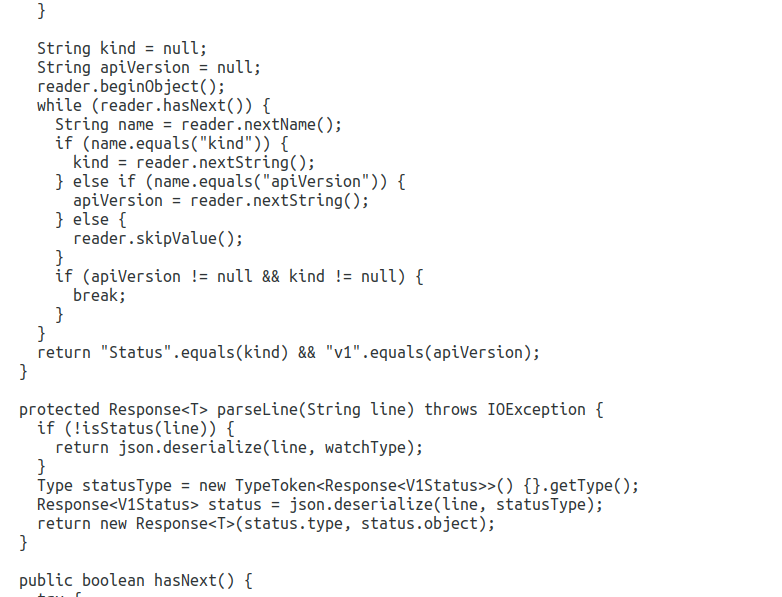 }
String kind = null;
String apiVersion = null;
reader.beginObject();
while (reader.hasNext()) {
String name = reader.nextName();
if (name.equals("kind")) {
kind = reader.nextString();
} else if (name.equals("apiVersion")) {
apiVersion = reader.nextString();
} else {
reader.skipValue();
}
if (apiVersion != null && kind != null) {
break;
}
}
return "Status".equals(kind) && "v1".equals(apiVersion);
}
protected Response<T> parseLine(String line) throws IOException {
if (!isStatus(line)) {
return json.deserialize(line, watchType);
}
Type statusType = new TypeToken<Response<V1Status>>() {}.getType();
Response<V1Status> status = json.deserialize(line, statusType);
return new Response<T>(status.type, status.object);
}
public boolean hasNext() {
try {